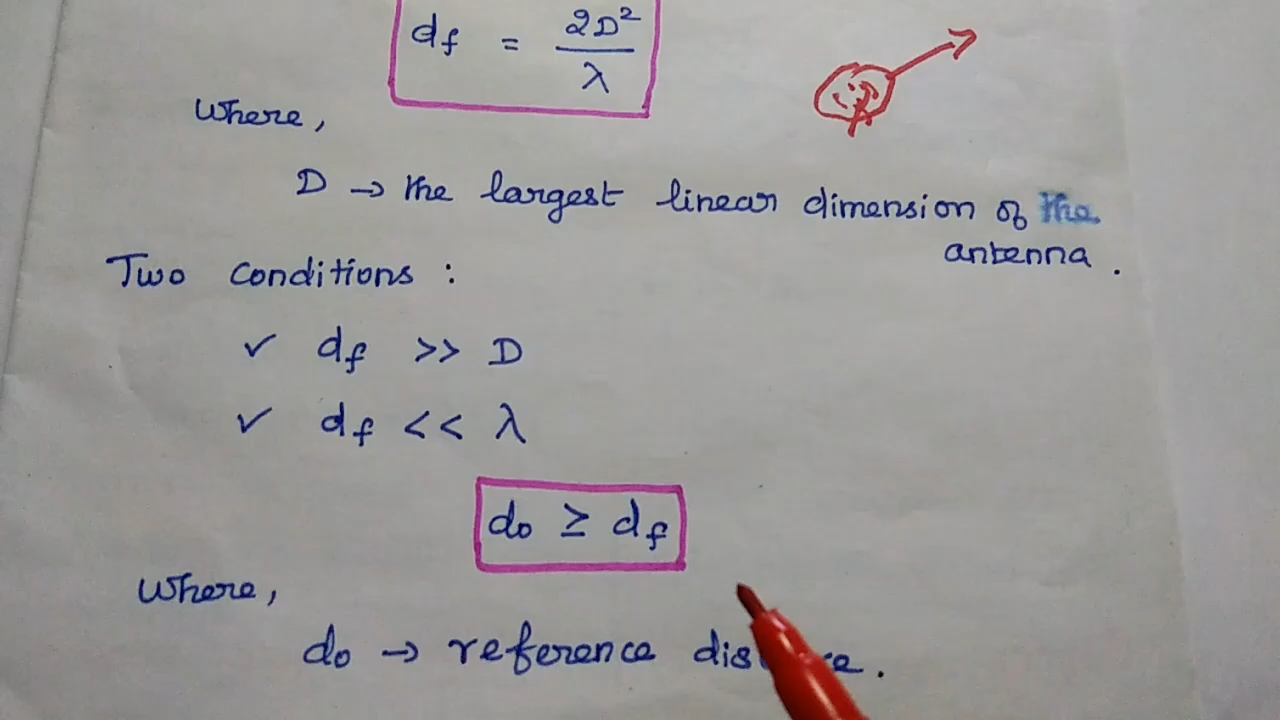 df = 2D²/λ
Where,
D → the largest linear dimension of the
antenna.
Two conditions :
✓ df >> D
✓ df << λ
do ≥ df
Where,
do → reference